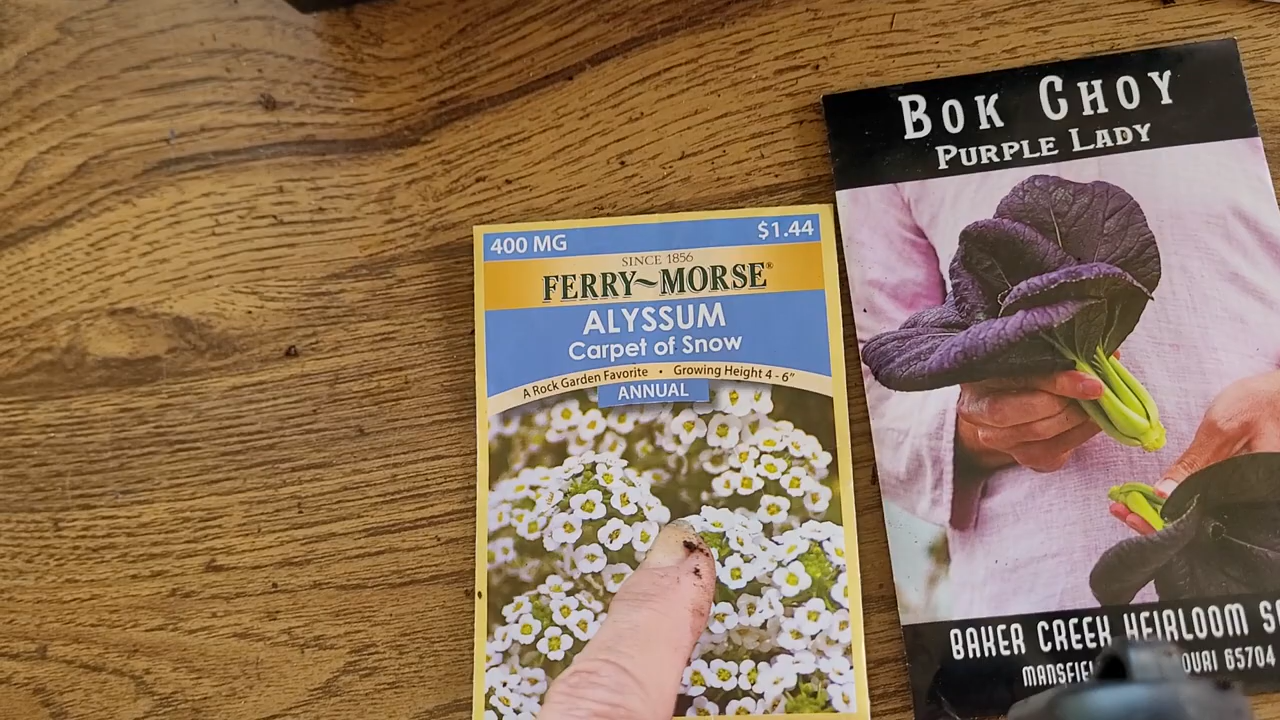 400 MG $1.44
SINCE 1856
FERRY~MORSE®
ALYSSUM
Carpet of Snow
A Rock Garden Favorite • Growing Height 4 - 6"
ANNUAL
BOK CHOY
PURPLE LADY
BAKER CREEK HEIRLOOM
65704